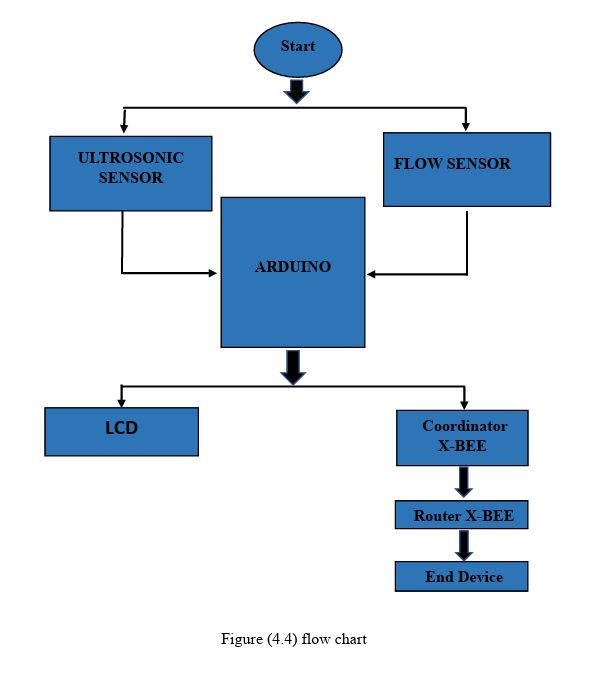 Start
ULTROSONIC
SENSOR
FLOW SENSOR
ARDUINO
LCD
Coordinator
X-BEE
Router X-BEE
End Device
Figure (4.4) flow chart